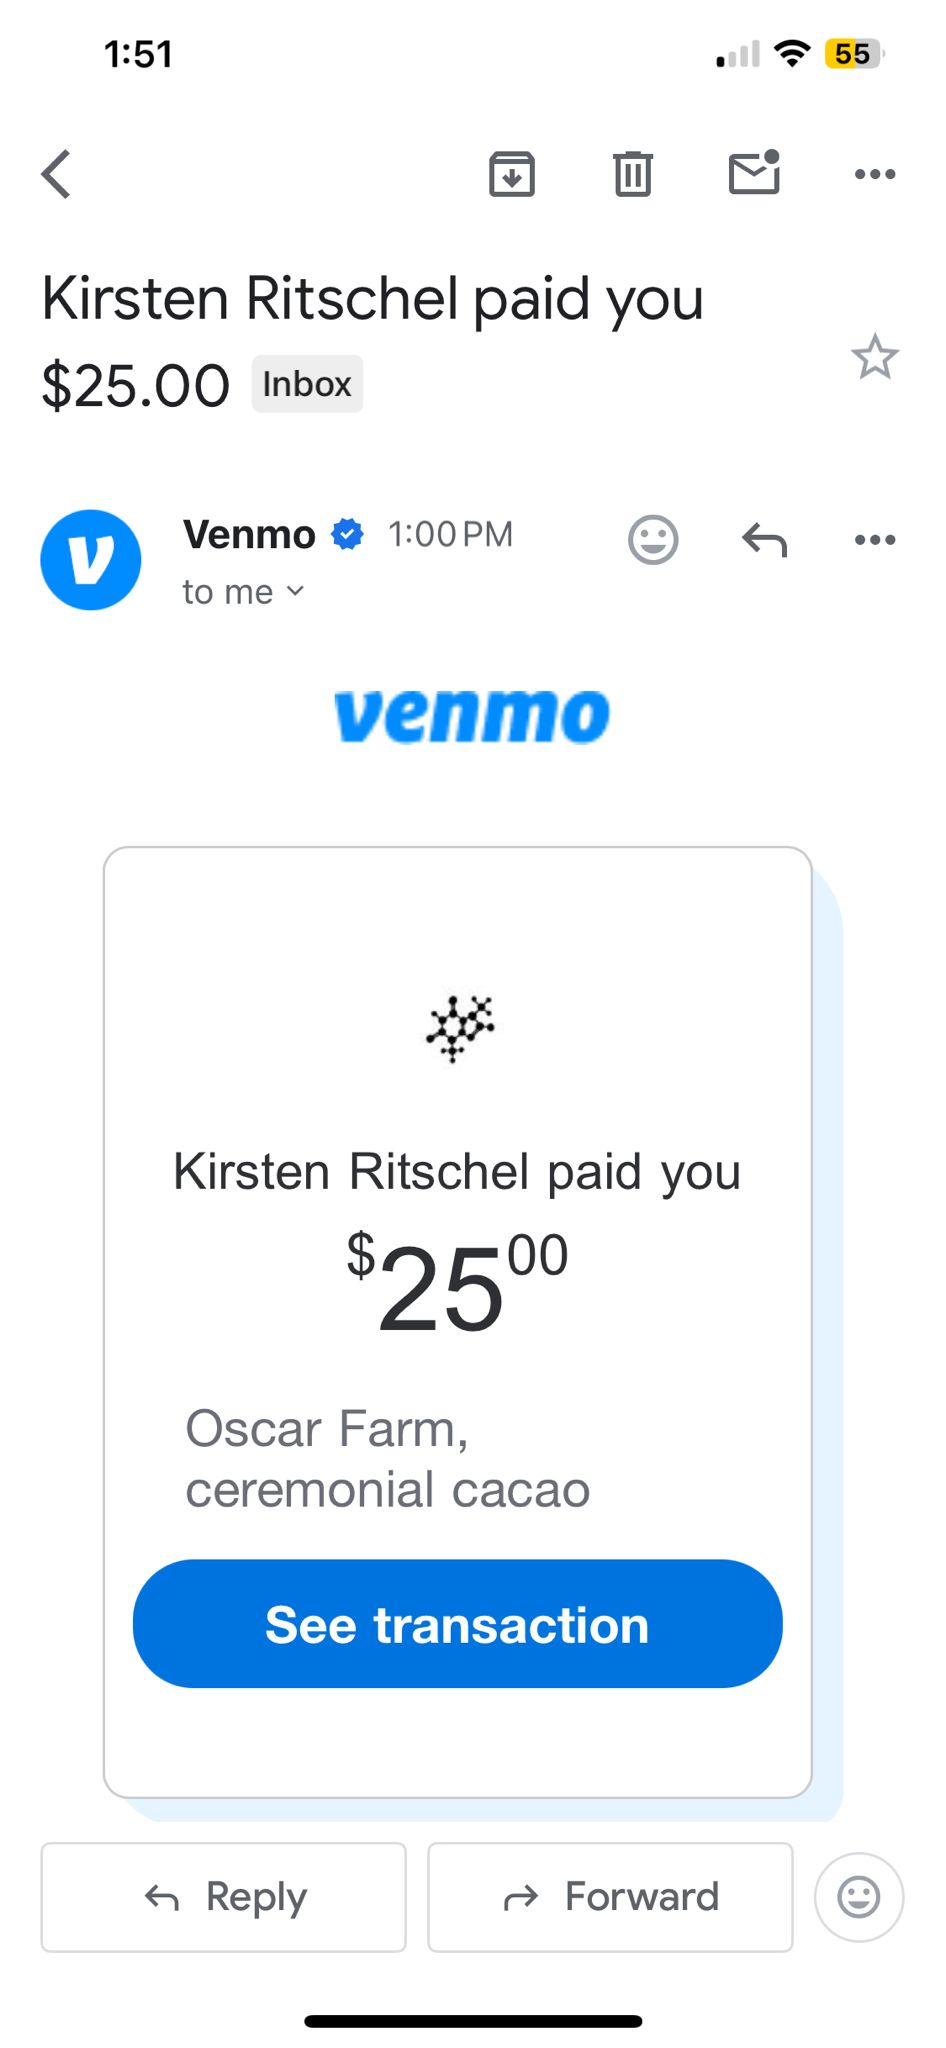 1:51
55
Kirsten Ritschel paid you
$25.00 Inbox
Venmo 1:00 PM
to me
venmo
Kirsten Ritschel paid you
$25.00
Oscar Farm,
ceremonial cacao
See transaction
Reply
Forward